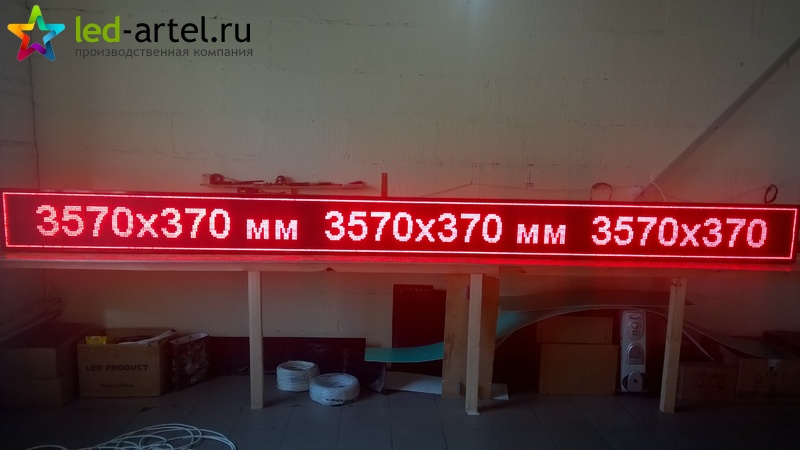 led-artel.ru
производственная компания
3570x370 мм 3570x370 мм 3570x370
LED PRODUCT